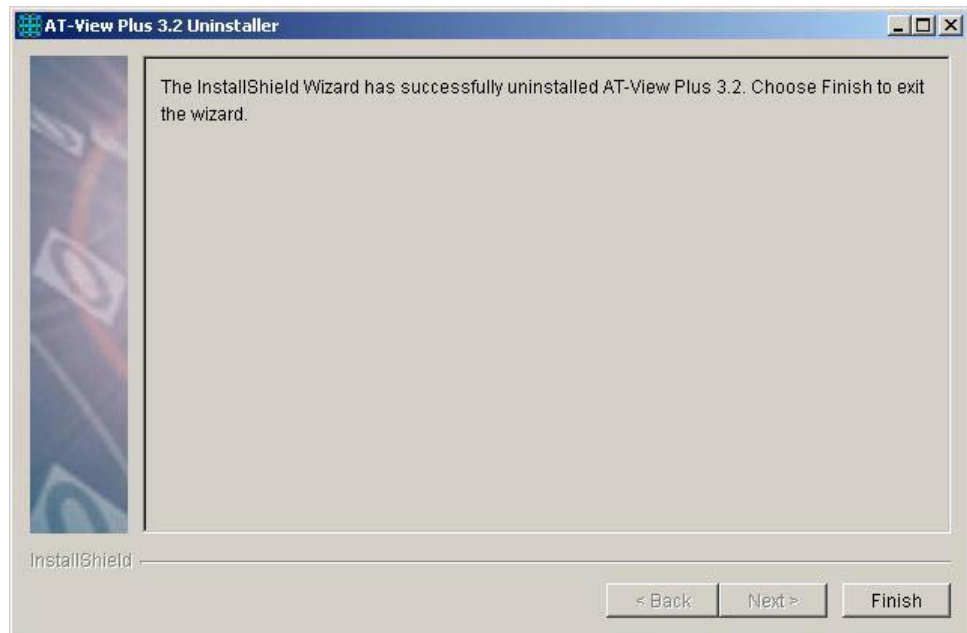 AT-View Plus 3.2 Uninstaller
The InstallShield Wizard has successfully uninstalled AT-View Plus 3.2. Choose Finish to exit
the wizard.
InstallShield
< Back Next > Finish